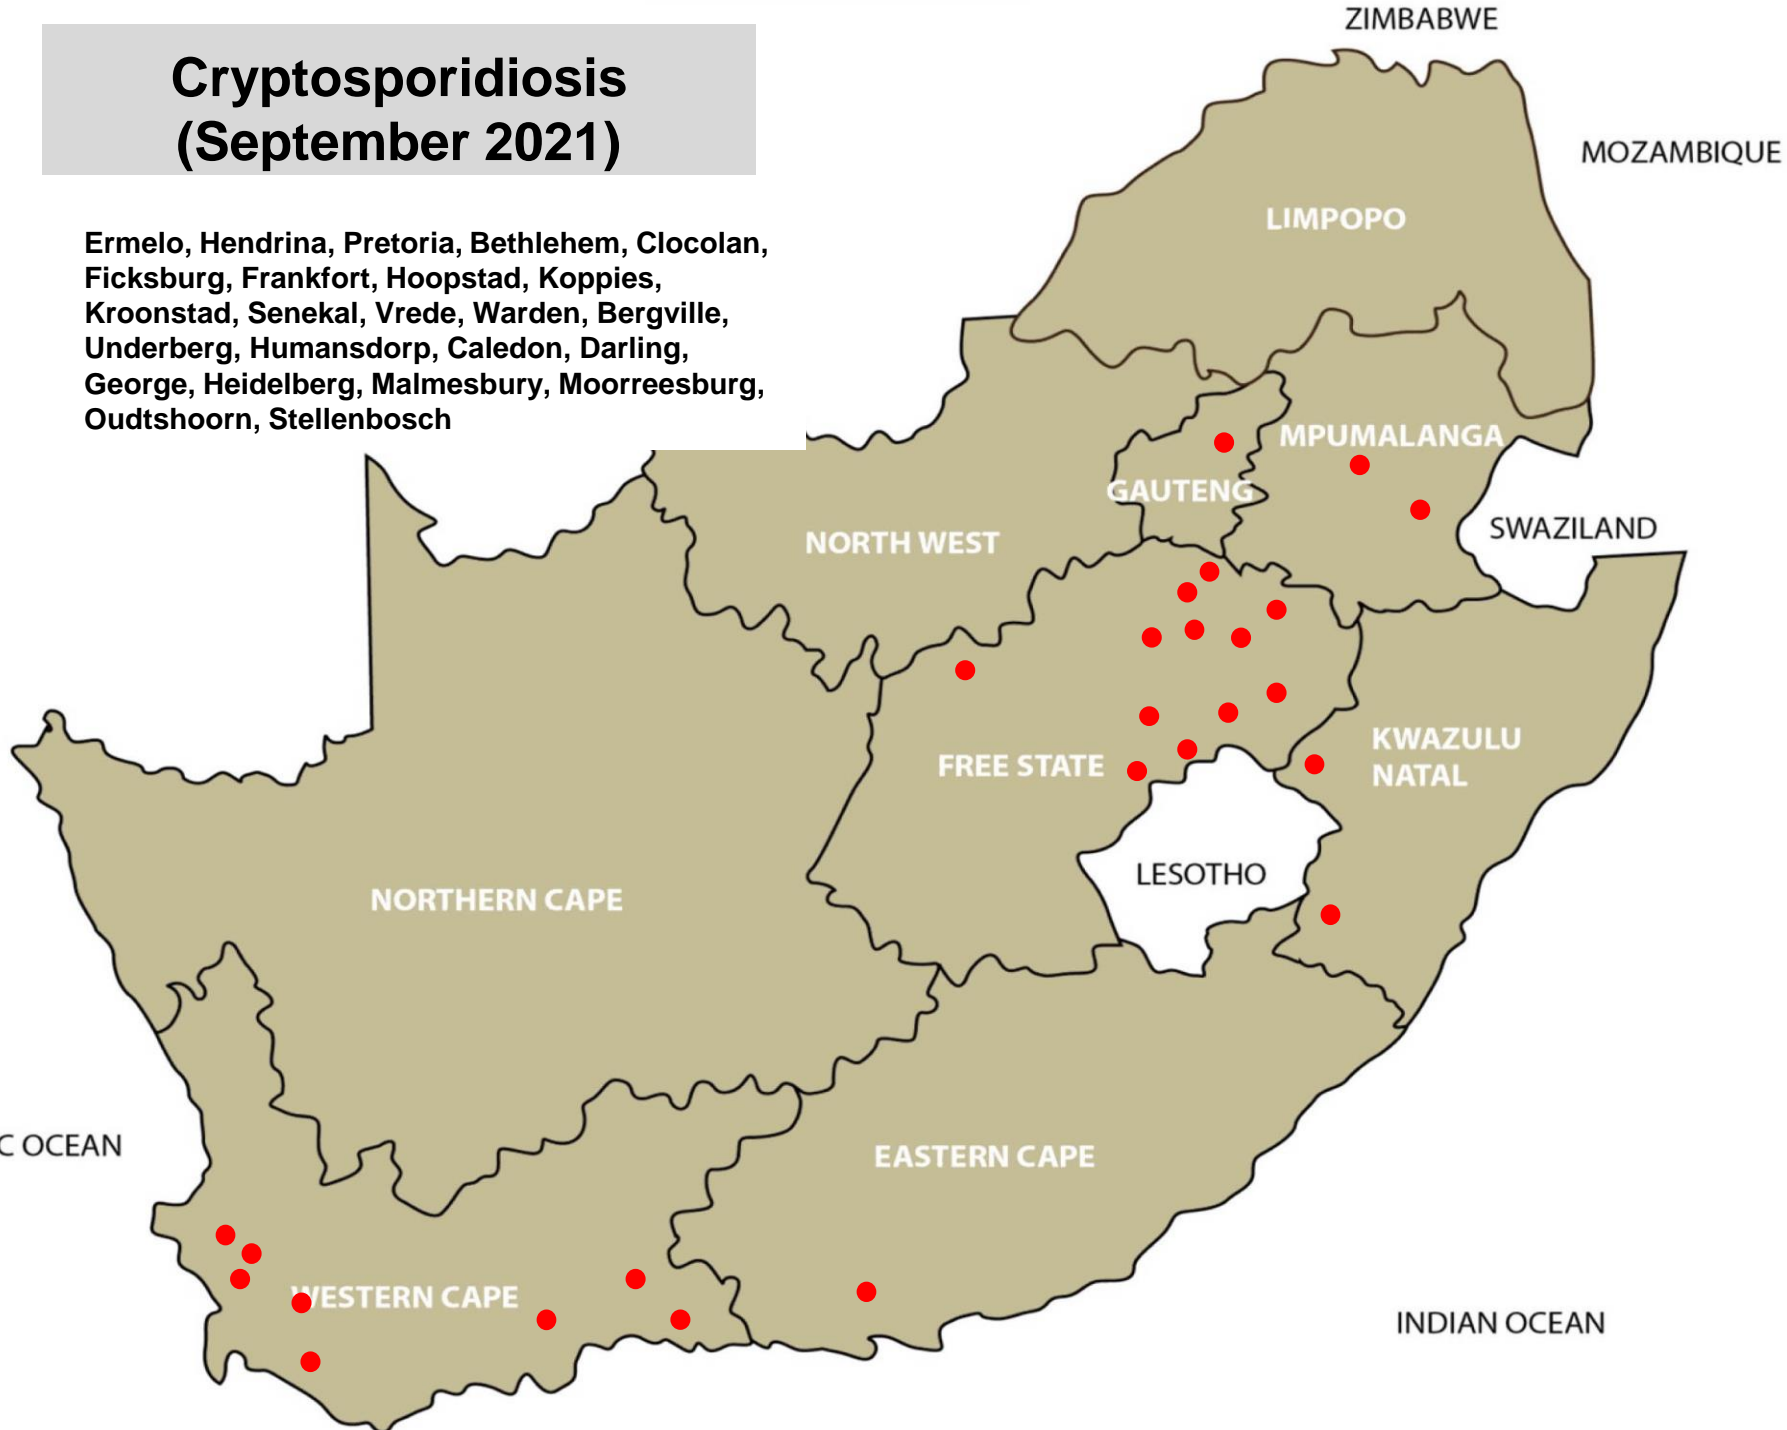 ZIMBABWE
Cryptosporidiosis
(September 2021)
MOZAMBIQUE
LIMPOPO
Ermelo, Hendrina, Pretoria, Bethlehem, Clocolan,
Ficksburg, Frankfort, Hoopstad, Koppies,
Kroonstad, Senekal, Vrede, Warden, Bergville,
Underberg, Humansdorp, Caledon, Darling,
George, Heidelberg, Malmesbury, Moorreesburg,
Oudtshoorn, Stellenbosch
MPUMALANGA
GAUTENG
SWAZILAND
NORTH WEST
KWAZULU
NATAL
FREE STATE
LESOTHO
NORTHERN CAPE
C OCEAN
EASTERN CAPE
WESTERN CAPE
INDIAN OCEAN